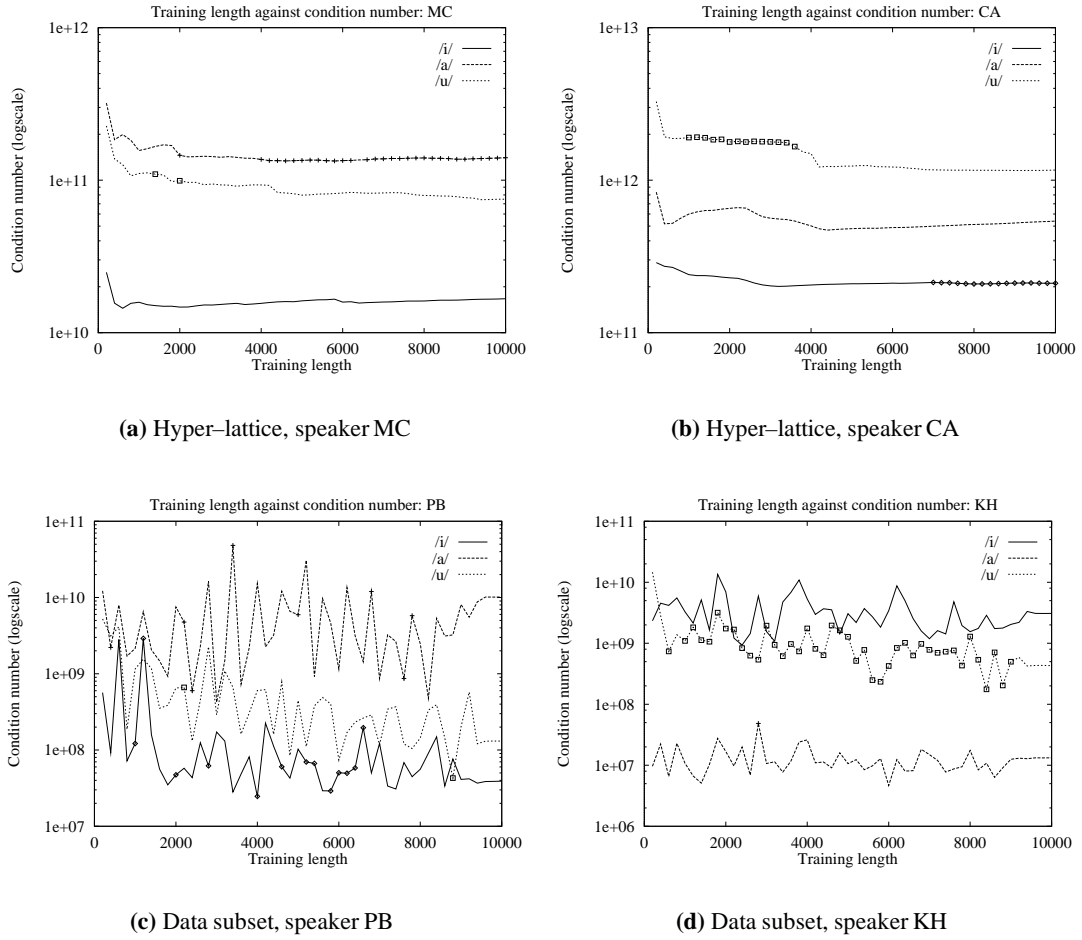 Training length against condition number: MC
1e+12
/i/
/a/
/u/
Condition number (logscale)
1e+11
1e+10
0 2000 4000 6000 8000 10000
Training length
(a) Hyper–lattice, speaker MC
Training length against condition number: CA
1e+13
/i/
/a/
/u/
Condition number (logscale)
1e+12
1e+11
0 2000 4000 6000 8000 10000
Training length
(b) Hyper–lattice, speaker CA
Training length against condition number: PB
1e+11
/i/
/a/
/u/
1e+10
Condition number (logscale)
1e+09
1e+08
1e+07
0 2000 4000 6000 8000 10000
Training length
(c) Data subset, speaker PB
Training length against condition number: KH
1e+11
/i/
/a/
/u/
1e+10
Condition number (logscale)
1e+09
1e+08
1e+07
1e+06
0 2000 4000 6000 8000 10000
Training length
(d) Data subset, speaker KH